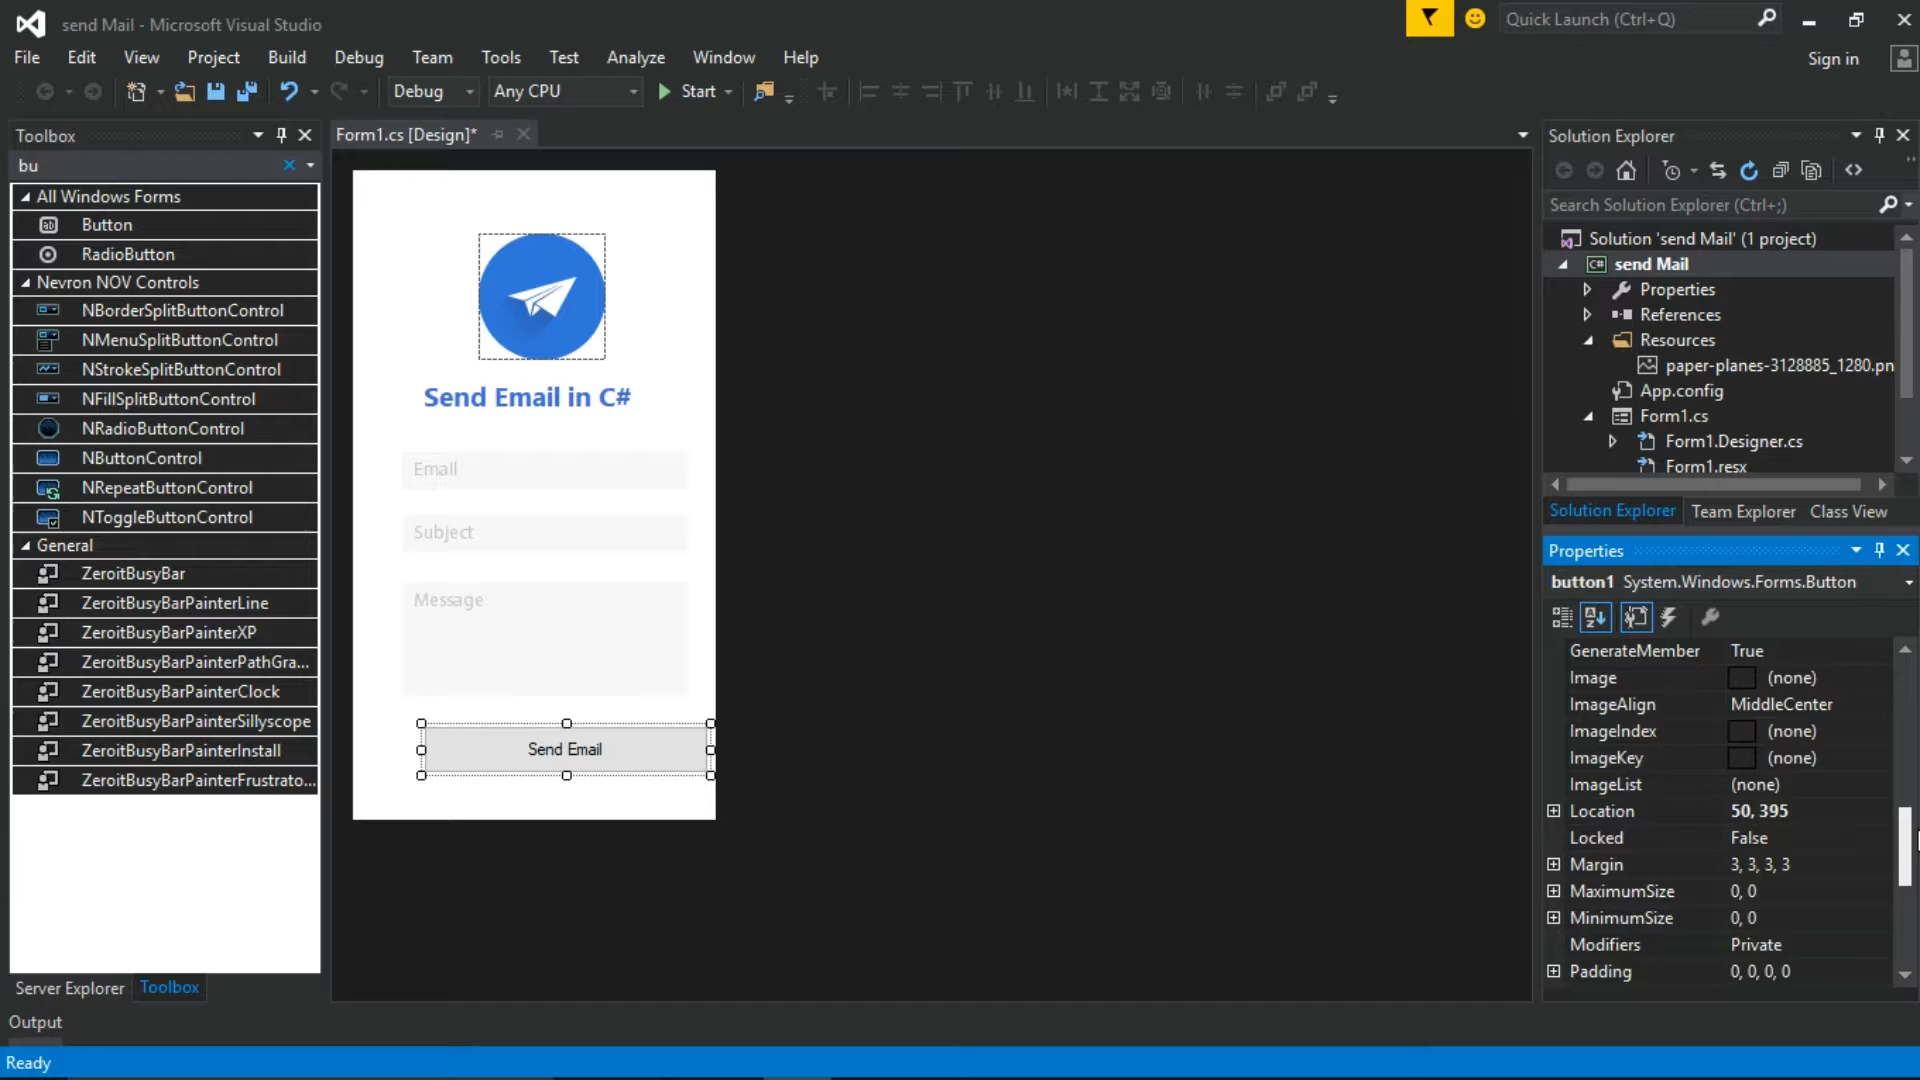 send Mail - Microsoft Visual Studio
Quick Launch (Ctrl+Q)
File Edit View Project Build Debug Team Tools Test Analyze Window Help
Sign in
Debug Any CPU Start
Toolbox
bu
All Windows Forms
Button
RadioButton
Nevron NOV Controls
NBorderSplitButtonControl
NMenuSplitButtonControl
NStrokeSplitButtonControl
NFillSplitButtonControl
NRadioButtonControl
NButtonControl
NRepeatButtonControl
NToggleButtonControl
General
ZeroitBusyBar
ZeroitBusyBarPainterLine
ZeroitBusyBarPainterXP
ZeroitBusyBarPainterPathGra...
ZeroitBusyBarPainterClock
ZeroitBusyBarPainterSillyscope
ZeroitBusyBarPainterInstall
ZeroitBusyBarPainterFrustrato...
Server Explorer Toolbox
Form1.cs [Design]*
Send Email in C#
Email
Subject
Message
Send Email
Solution Explorer
Search Solution Explorer (Ctrl+;)
Solution 'send Mail' (1 project)
C# send Mail
Properties
References
Resources
paper-planes-3128885_1280.pn
App.config
Form1.cs
Form1.Designer.cs
Form1.resx
Solution Explorer Team Explorer Class View
Properties
button1 System.Windows.Forms.Button
GenerateMember True
Image (none)
ImageAlign MiddleCenter
ImageIndex (none)
ImageKey (none)
ImageList (none)
Location 50, 395
Locked False
Margin 3, 3, 3, 3
MaximumSize 0, 0
MinimumSize 0, 0
Modifiers Private
Padding 0, 0, 0, 0
Output
Ready